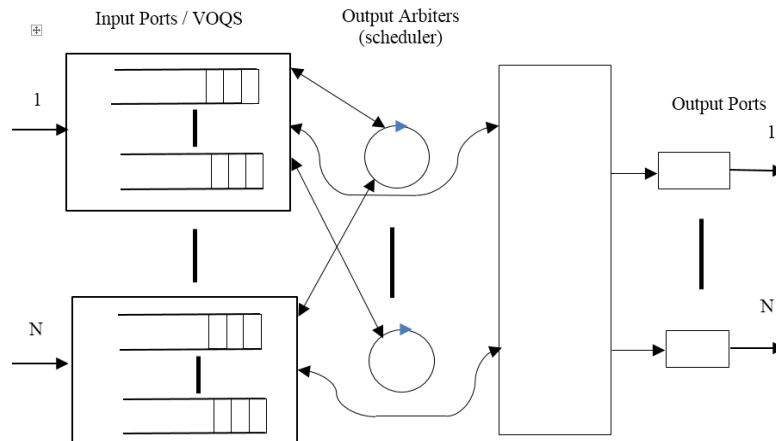 Input Ports / VOQS
Output Arbiters
(scheduler)
1
Output Ports
1
N
N